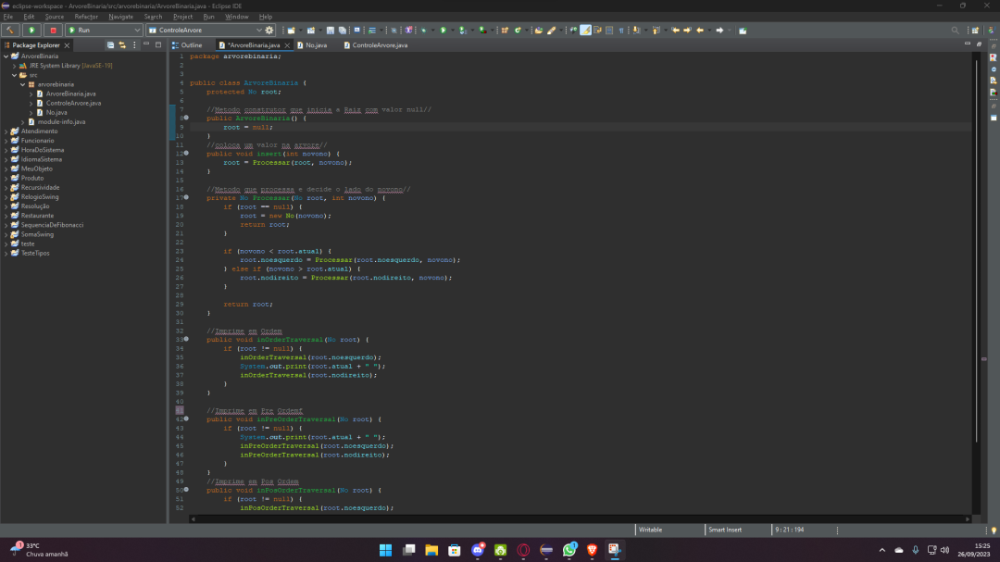 eclipse-workspace - ArvoreBinaria/src/arvorebinaria/ArvoreBinaria.java - Eclipse IDE
File Edit Source Refactor Navigate Search Project Run Window Help
Run
ControleArvore
Package Explorer
Outline
*ArvoreBinaria.java
No.java
ControleArvore.java
ArvoreBinaria
JRE System Library [JavaSE-19]
src
arvorebinaria
ArvoreBinaria.java
ControleArvore.java
No.java
module-info.java
Atendimento
Funcionario
HoraDoSistema
IdiomaSistema
MeuObjeto
Produto
Recursividade
RelogioSwing
Resolução
Restaurante
SequenciaDeFibonacci
SomaSwing
teste
TesteTipos
1 package arvorebinaria;
2
3
4 public class ArvoreBinaria {
5 protected No root;
6
7 //Metodo construtor que inicia a Raiz com valor null//
8 public ArvoreBinaria() {
9 root = null;
10 }
11 //coloca um valor na arvore//
12 public void insert(int novono) {
13 root = Processar(root, novono);
14 }
15
16 //Metodo que processa e decide o lado do novono//
17 private No Processar(No root, int novono) {
18 if (root == null) {
19 root = new No(novono);
20 return root;
21 }
22
23 if (novono < root.atual) {
24 root.noesquerdo = Processar(root.noesquerdo, novono);
25 } else if (novono > root.atual) {
26 root.nodireito = Processar(root.nodireito, novono);
27 }
28
29 return root;
30 }
31
32 //Imprime em Ordem
33 public void inOrderTraversal(No root) {
34 if (root != null) {
35 inOrderTraversal(root.noesquerdo);
36 System.out.print(root.atual + " ");
37 inOrderTraversal(root.nodireito);
38 }
39 }
40
41 //Imprime em Pre Ordemf
42 public void inPreOrderTraversal(No root) {
43 if (root != null) {
44 System.out.print(root.atual + " ");
45 inPreOrderTraversal(root.noesquerdo);
46 inPreOrderTraversal(root.nodireito);
47 }
48 }
49 //Imprime em Pos Ordem
50 public void inPosOrderTraversal(No root) {
51 if (root != null) {
52 inPosOrderTraversal(root.noesquerdo);
Writable
Smart Insert
9 : 21 : 194
33°C
Chuva amanhã
15:25
26/09/2023